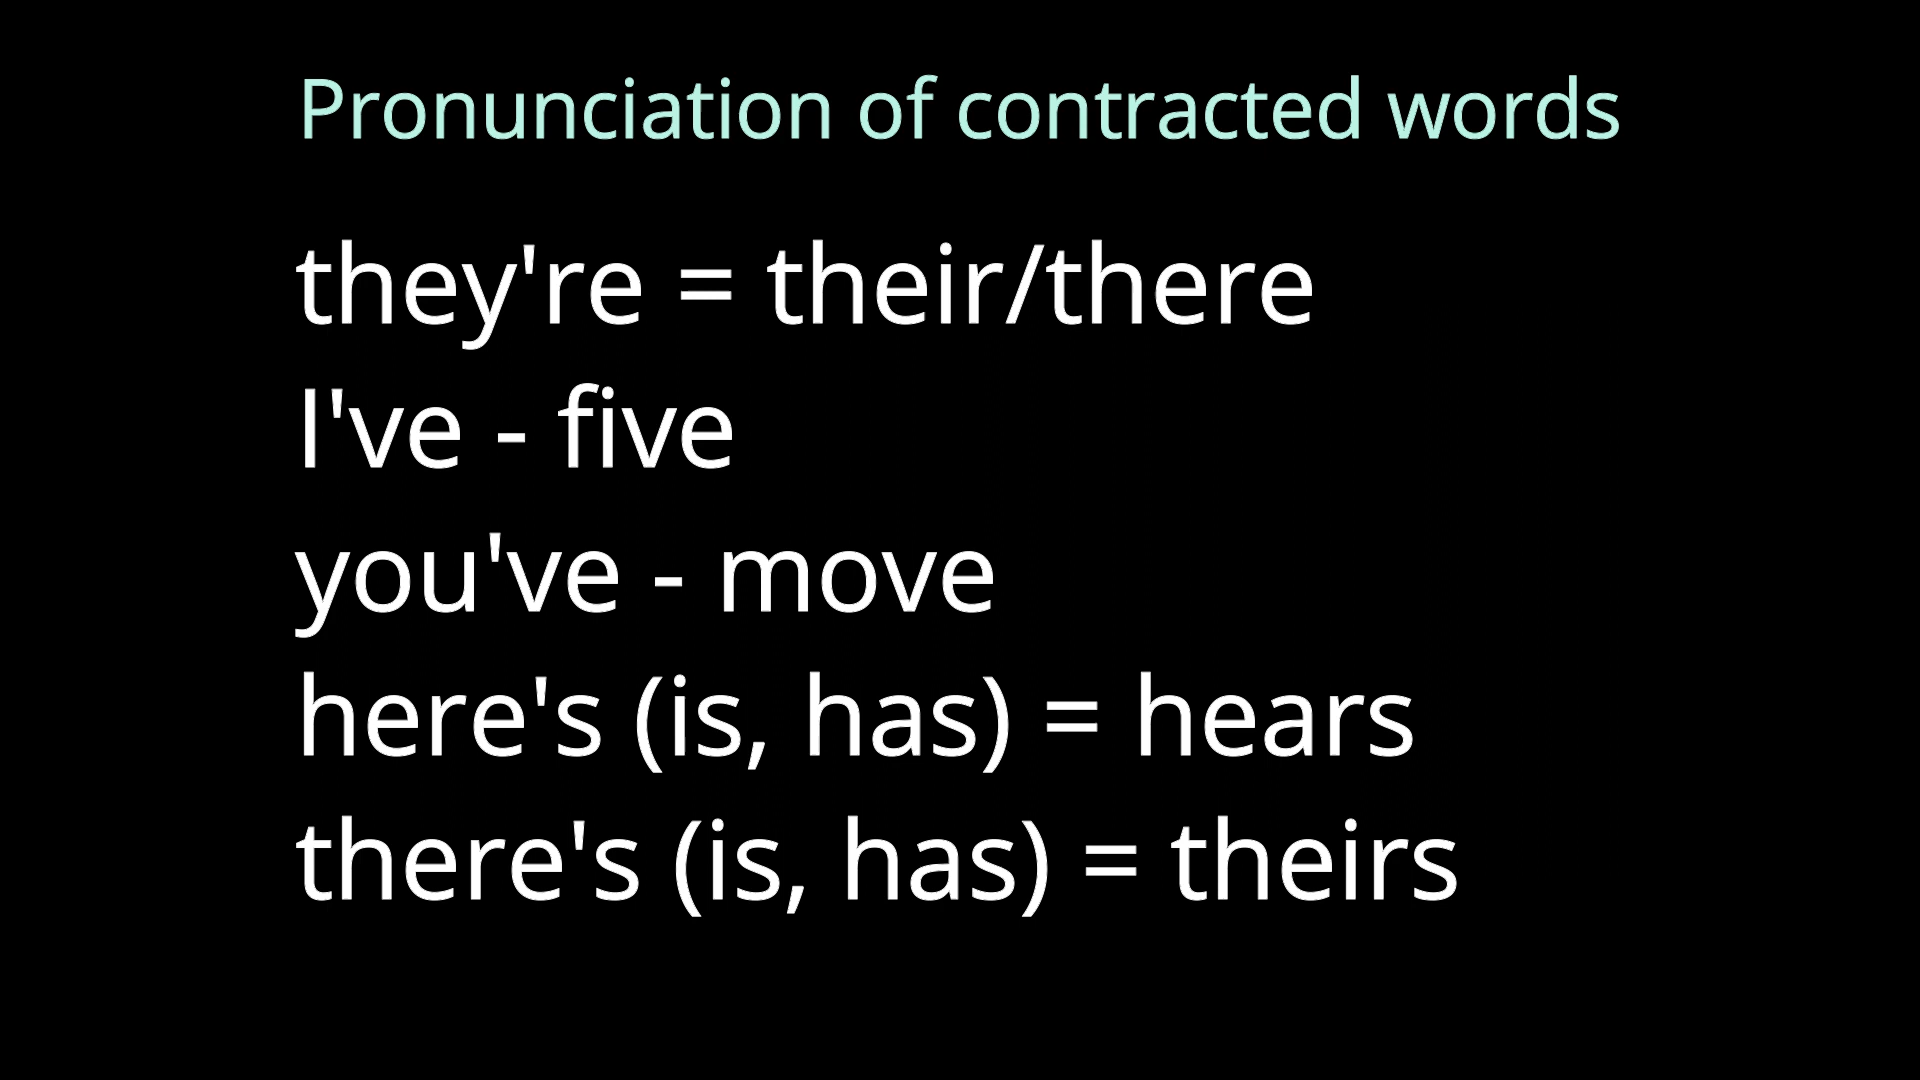 Pronunciation of contracted words
they're = their/there
I've - five
you've - move
here's (is, has) = hears
there's (is, has) = theirs